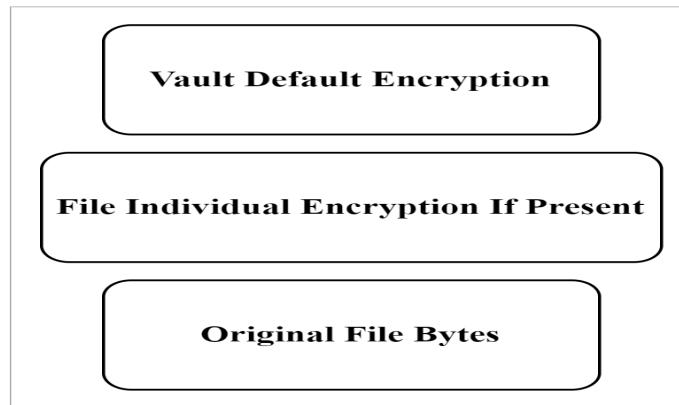 Vault Default Encryption
File Individual Encryption If Present
Original File Bytes